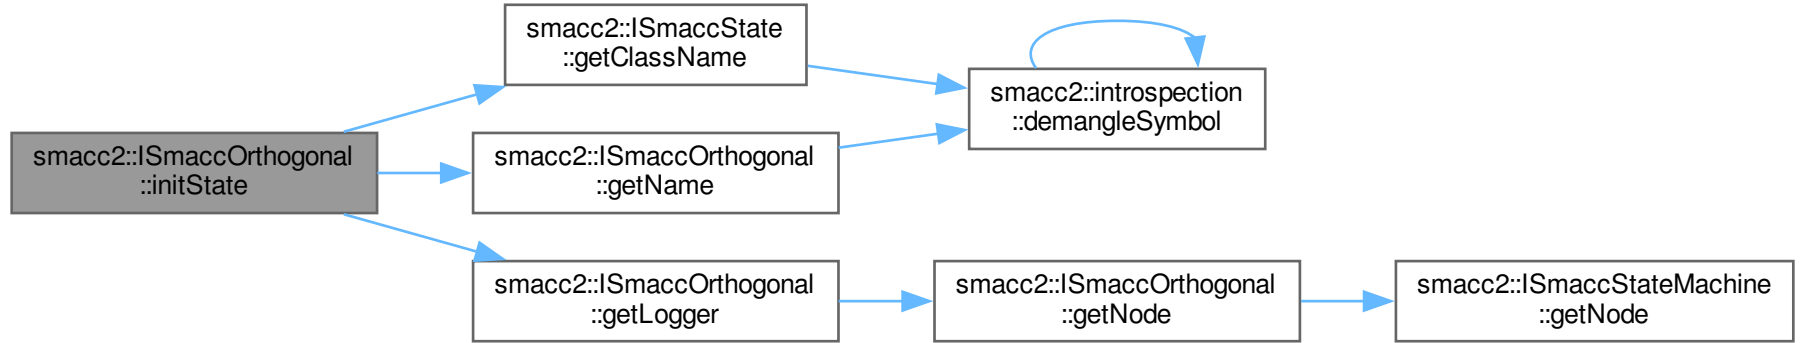 smacc2::ISmaccOrthogonal
::initState
smacc2::ISmaccState
::getClassName
smacc2::ISmaccOrthogonal
::getName
smacc2::ISmaccOrthogonal
::getLogger
smacc2::introspection
::demangleSymbol
smacc2::ISmaccOrthogonal
::getNode
smacc2::ISmaccStateMachine
::getNode